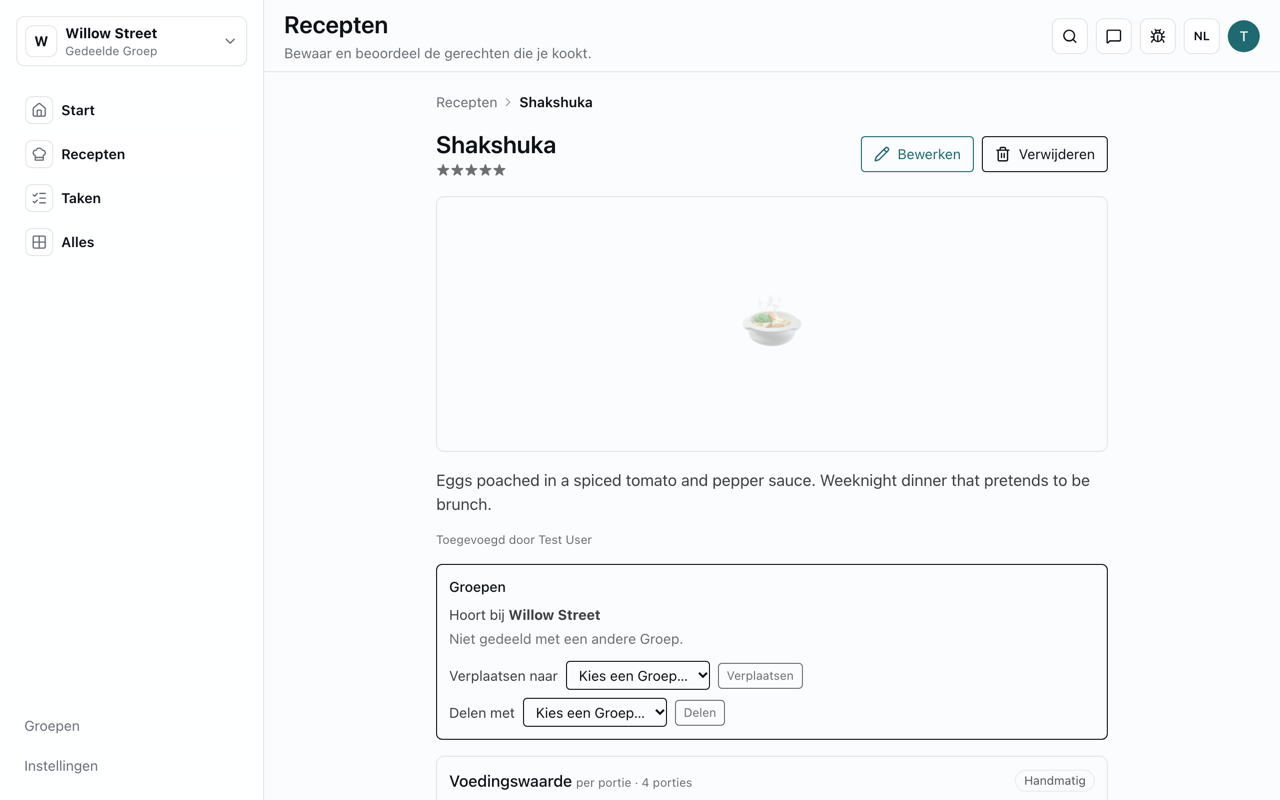 W
Willow Street
Gedeelde Groep
Start
Recepten
Taken
Alles
Groepen
Instellingen
Recepten
Bewaar en beoordeel de gerechten die je kookt.
NL
T
Recepten
Shakshuka
Shakshuka
Bewerken
Verwijderen
Eggs poached in a spiced tomato and pepper sauce. Weeknight dinner that pretends to be
brunch.
Toegevoegd door Test User
Groepen
Hoort bij Willow Street
Niet gedeeld met een andere Groep.
Verplaatsen naar Kies een Groep... Verplaatsen
Delen met Kies een Groep... Delen
Voedingswaarde per portie · 4 porties Handmatig